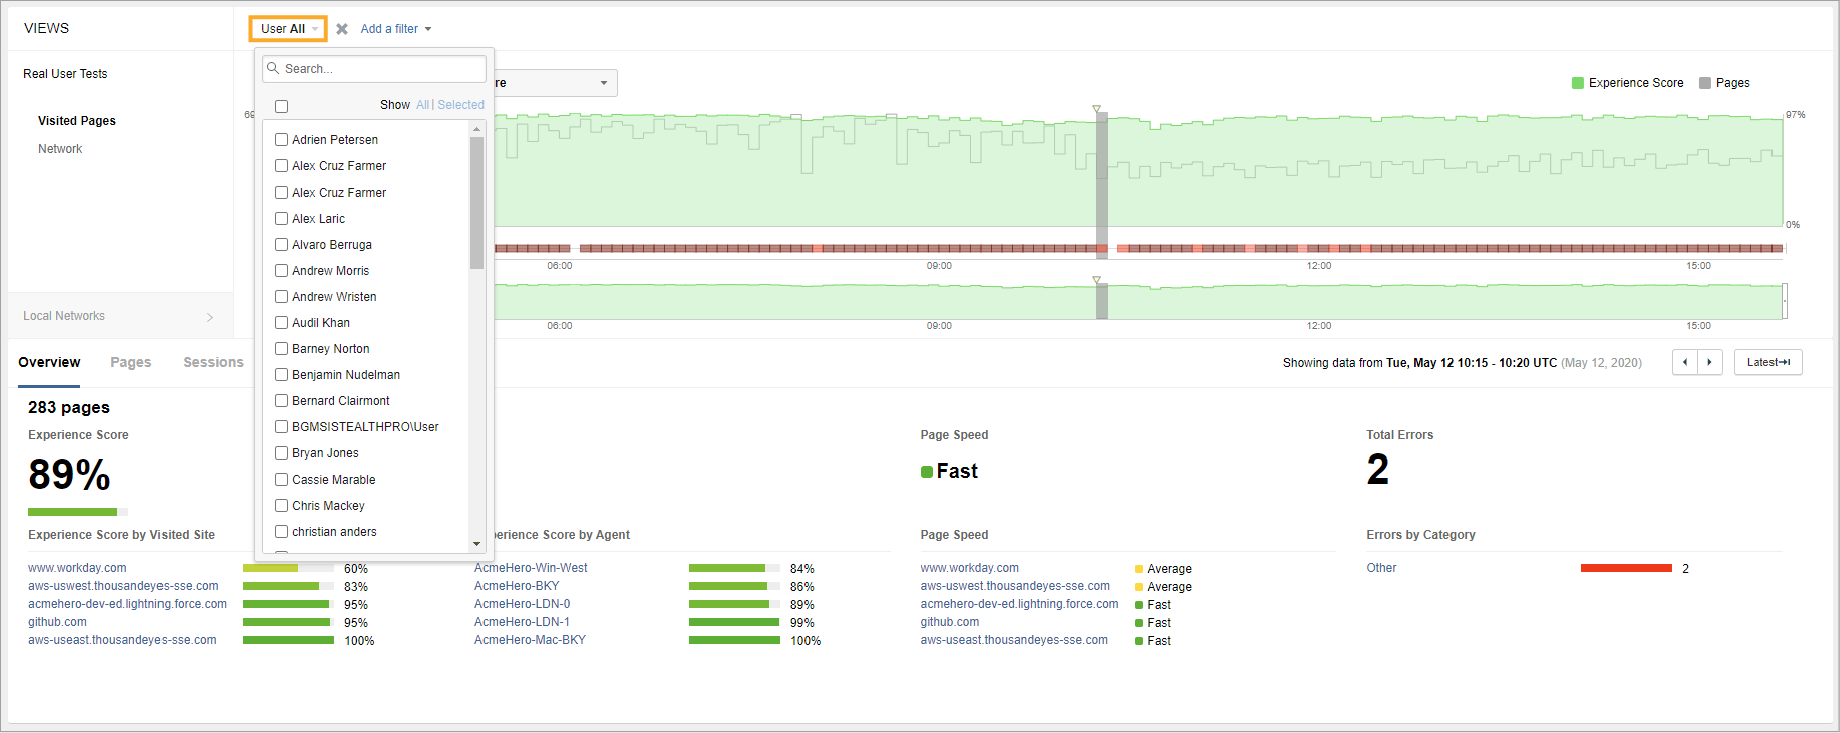 VIEWS
User All
Add a filter
Real User Tests
Visited Pages
Network
Local Networks
Search...
Show All | Selected
Adrien Petersen
Alex Cruz Farmer
Alex Cruz Farmer
Alex Laric
Alvaro Berruga
Andrew Morris
Andrew Wristen
Audil Khan
Barney Norton
Benjamin Nudelman
Bernard Clairmont
BGMSISTEALTHPRO\User
Bryan Jones
Cassie Marable
Chris Mackey
christian anders
re
Experience Score
Pages
69
97%
0%
06:00
09:00
12:00
15:00
06:00
09:00
12:00
15:00
Overview
Pages
Sessions
Showing data from Tue, May 12 10:15 - 10:20 UTC (May 12, 2020)
Latest
283 pages
Experience Score
89%
Page Speed
Fast
Total Errors
2
Experience Score by Visited Site
www.workday.com 60%
aws-uswest.thousandeyes-sse.com 83%
acmehero-dev-ed.lightning.force.com 95%
github.com 95%
aws-useast.thousandeyes-sse.com 100%
perience Score by Agent
AcmeHero-Win-West 84%
AcmeHero-BKY 86%
AcmeHero-LDN-0 89%
AcmeHero-LDN-1 99%
AcmeHero-Mac-BKY 100%
Page Speed
www.workday.com Average
aws-uswest.thousandeyes-sse.com Average
acmehero-dev-ed.lightning.force.com Fast
github.com Fast
aws-useast.thousandeyes-sse.com Fast
Errors by Category
Other 2